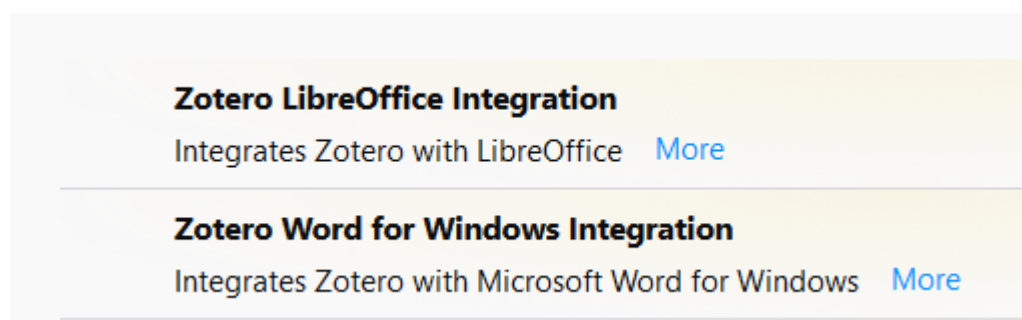 Zotero LibreOffice Integration
Integrates Zotero with LibreOffice More
Zotero Word for Windows Integration
Integrates Zotero with Microsoft Word for Windows More